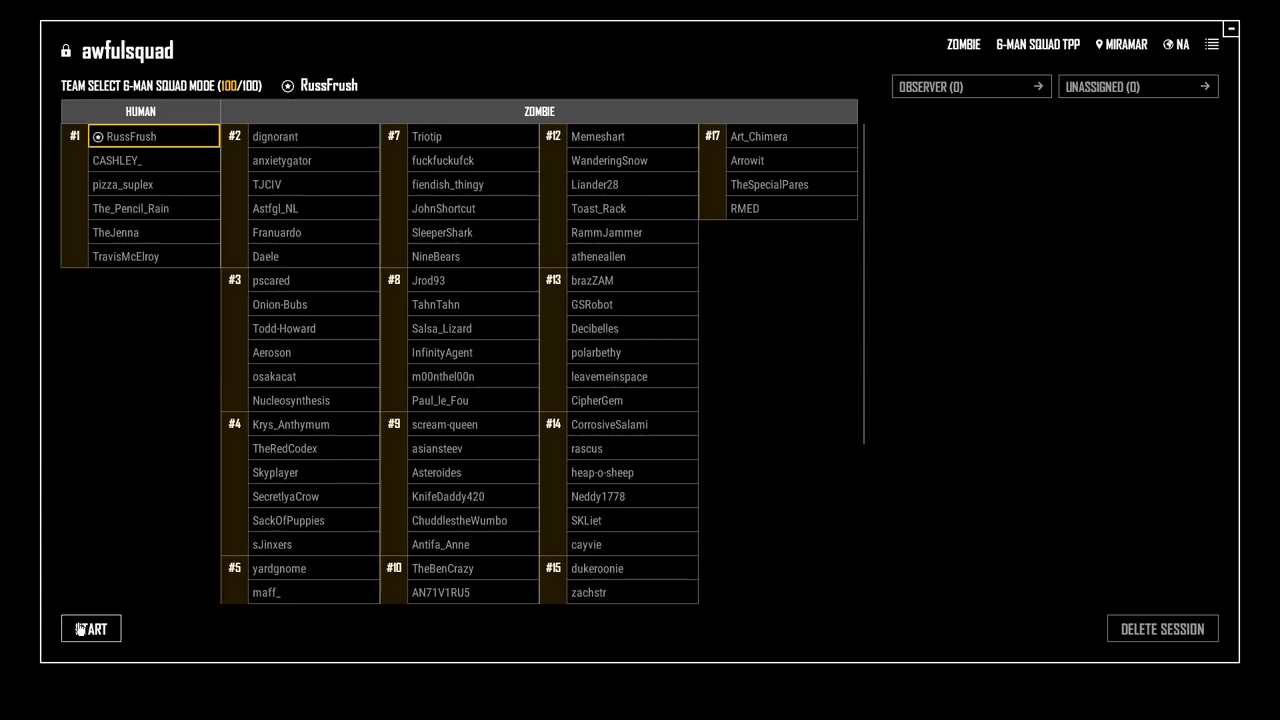 awfulsquad
ZOMBIE 6-MAN SQUAD TPP MIRAMAR NA
TEAM SELECT 6-MAN SQUAD MODE (100/100) RussFrush
OBSERVER (0) UNASSIGNED (0)
HUMAN ZOMBIE
#1 RussFrush
CASHLEY_
pizza_suplex
The_Pencil_Rain
TheJenna
TravisMcElroy
#2 dignorant
anxietygator
TJCIV
Astfgl_NL
Franuardo
Daele
#3 pscared
Onion-Bubs
Todd-Howard
Aeroson
osakacat
Nucleosynthesis
#4 Krys_Anthymum
TheRedCodex
Skyplayer
SecretlyaCrow
SackOfPuppies
sJinxers
#5 yardgnome
maff_
#7 Triotip
fuckfuckufck
fiendish_thingy
JohnShortcut
SleeperShark
NineBears
#8 Jrod93
TahnTahn
Salsa_Lizard
InfinityAgent
m00nthel00n
Paul_le_Fou
#9 scream-queen
asiansteev
Asteroides
KnifeDaddy420
ChuddlestheWumbo
Antifa_Anne
#10 TheBenCrazy
AN71V1RU5
#12 Memeshart
WanderingSnow
Liander28
Toast_Rack
RammJammer
atheneallen
#13 brazZAM
GSRobot
Decibelles
polarbethy
leavemeinspace
CipherGem
#14 CorrosiveSalami
rascus
heap-o-sheep
Neddy1778
SKLiet
cayvie
#15 dukeroonie
zachstr
#17 Art_Chimera
Arrowit
TheSpecialPares
RMED
START
DELETE SESSION